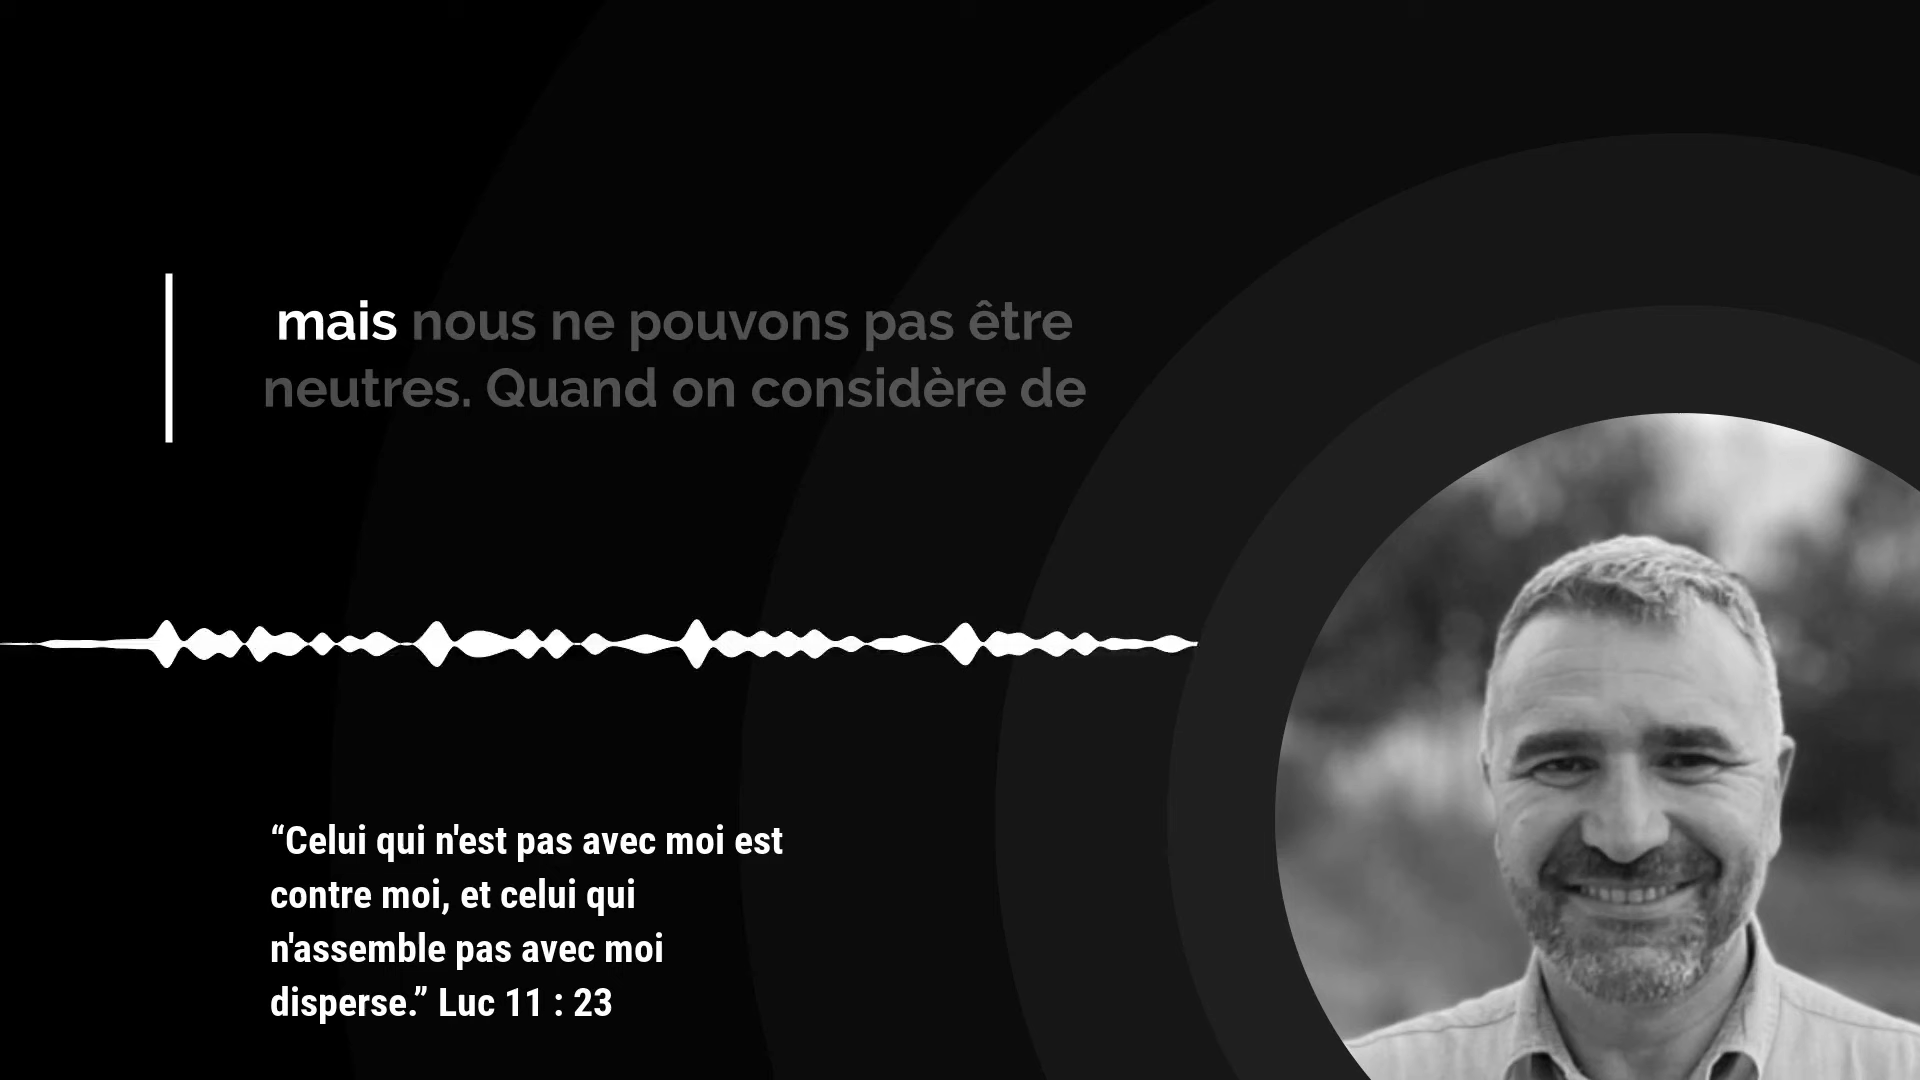 mais nous ne pouvons pas être
neutres. Quand on considère de
“Celui qui n'est pas avec moi est
contre moi, et celui qui
n'assemble pas avec moi
disperse.” Luc 11 : 23